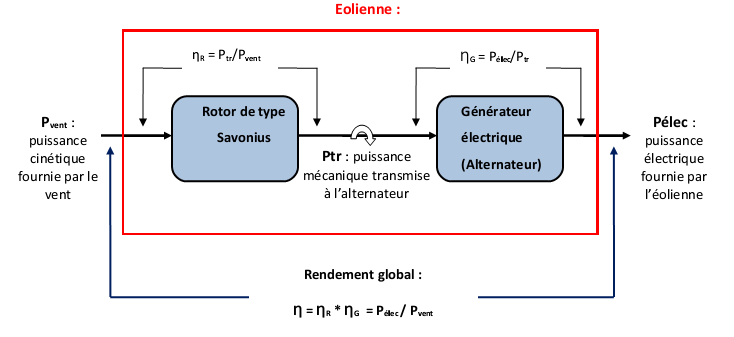 Eolienne :
ηR = Ptr/Pvent
ηG = Pélec/Ptr
Pvent :
puissance
cinétique
fournie par le
vent
Rotor de type
Savonius
Ptr : puissance
mécanique transmise
à l’alternateur
Générateur
électrique
(Alternateur)
Pélec :
puissance
électrique
fournie par
l’éolienne
Rendement global :
η = ηR * ηG = Pélec / Pvent